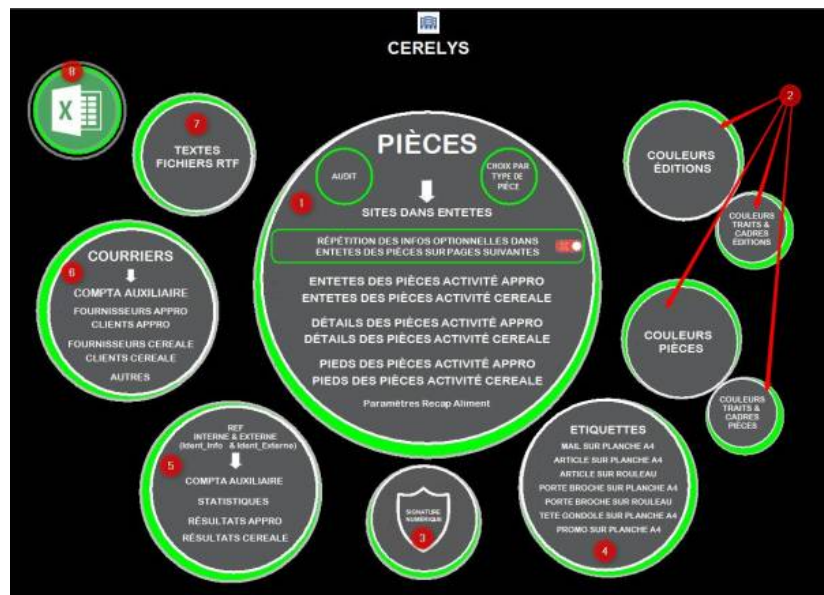 CERELYS
8
X
7
TEXTES
FICHIERS RTF
PIÈCES
AUDIT
CHOIX PAR
TYPE DE
PIÈCE
1
SITES DANS ENTETES
RÉPÉTITION DES INFOS OPTIONNELLES DANS
ENTETES DES PIÈCES SUR PAGES SUIVANTES
ENTETES DES PIÈCES ACTIVITÉ APPRO
ENTETES DES PIÈCES ACTIVITÉ CEREALE
DÉTAILS DES PIÈCES ACTIVITÉ APPRO
DÉTAILS DES PIÈCES ACTIVITÉ CEREALE
PIEDS DES PIÈCES ACTIVITÉ APPRO
PIEDS DES PIÈCES ACTIVITÉ CEREALE
Paramètres Recap Aliment
2
COULEURS
ÉDITIONS
COULEURS
TRAITS &
CADRES
ÉDITIONS
COULEURS
PIÈCES
COULEURS
TRAITS &
CADRES
PIÈCES
COURRIERS
6
COMPTA AUXILIAIRE
FOURNISSEURS APPRO
CLIENTS APPRO
FOURNISSEURS CEREALE
CLIENTS CEREALE
AUTRES
REF
INTERNE & EXTERNE
(Ident_Info & Ident_Externe)
5
COMPTA AUXILIAIRE
STATISTIQUES
RÉSULTATS APPRO
RÉSULTATS CEREALE
SIGNATURE
NUMÉRIQUE
3
ETIQUETTES
MAIL SUR PLANCHE A4
ARTICLE SUR PLANCHE A4
ARTICLE SUR ROULEAU
PORTE BROCHE SUR PLANCHE A4
PORTE BROCHE SUR ROULEAU
TETE GONDOLE SUR PLANCHE A4
PROMO SUR PLANCHE A4
4